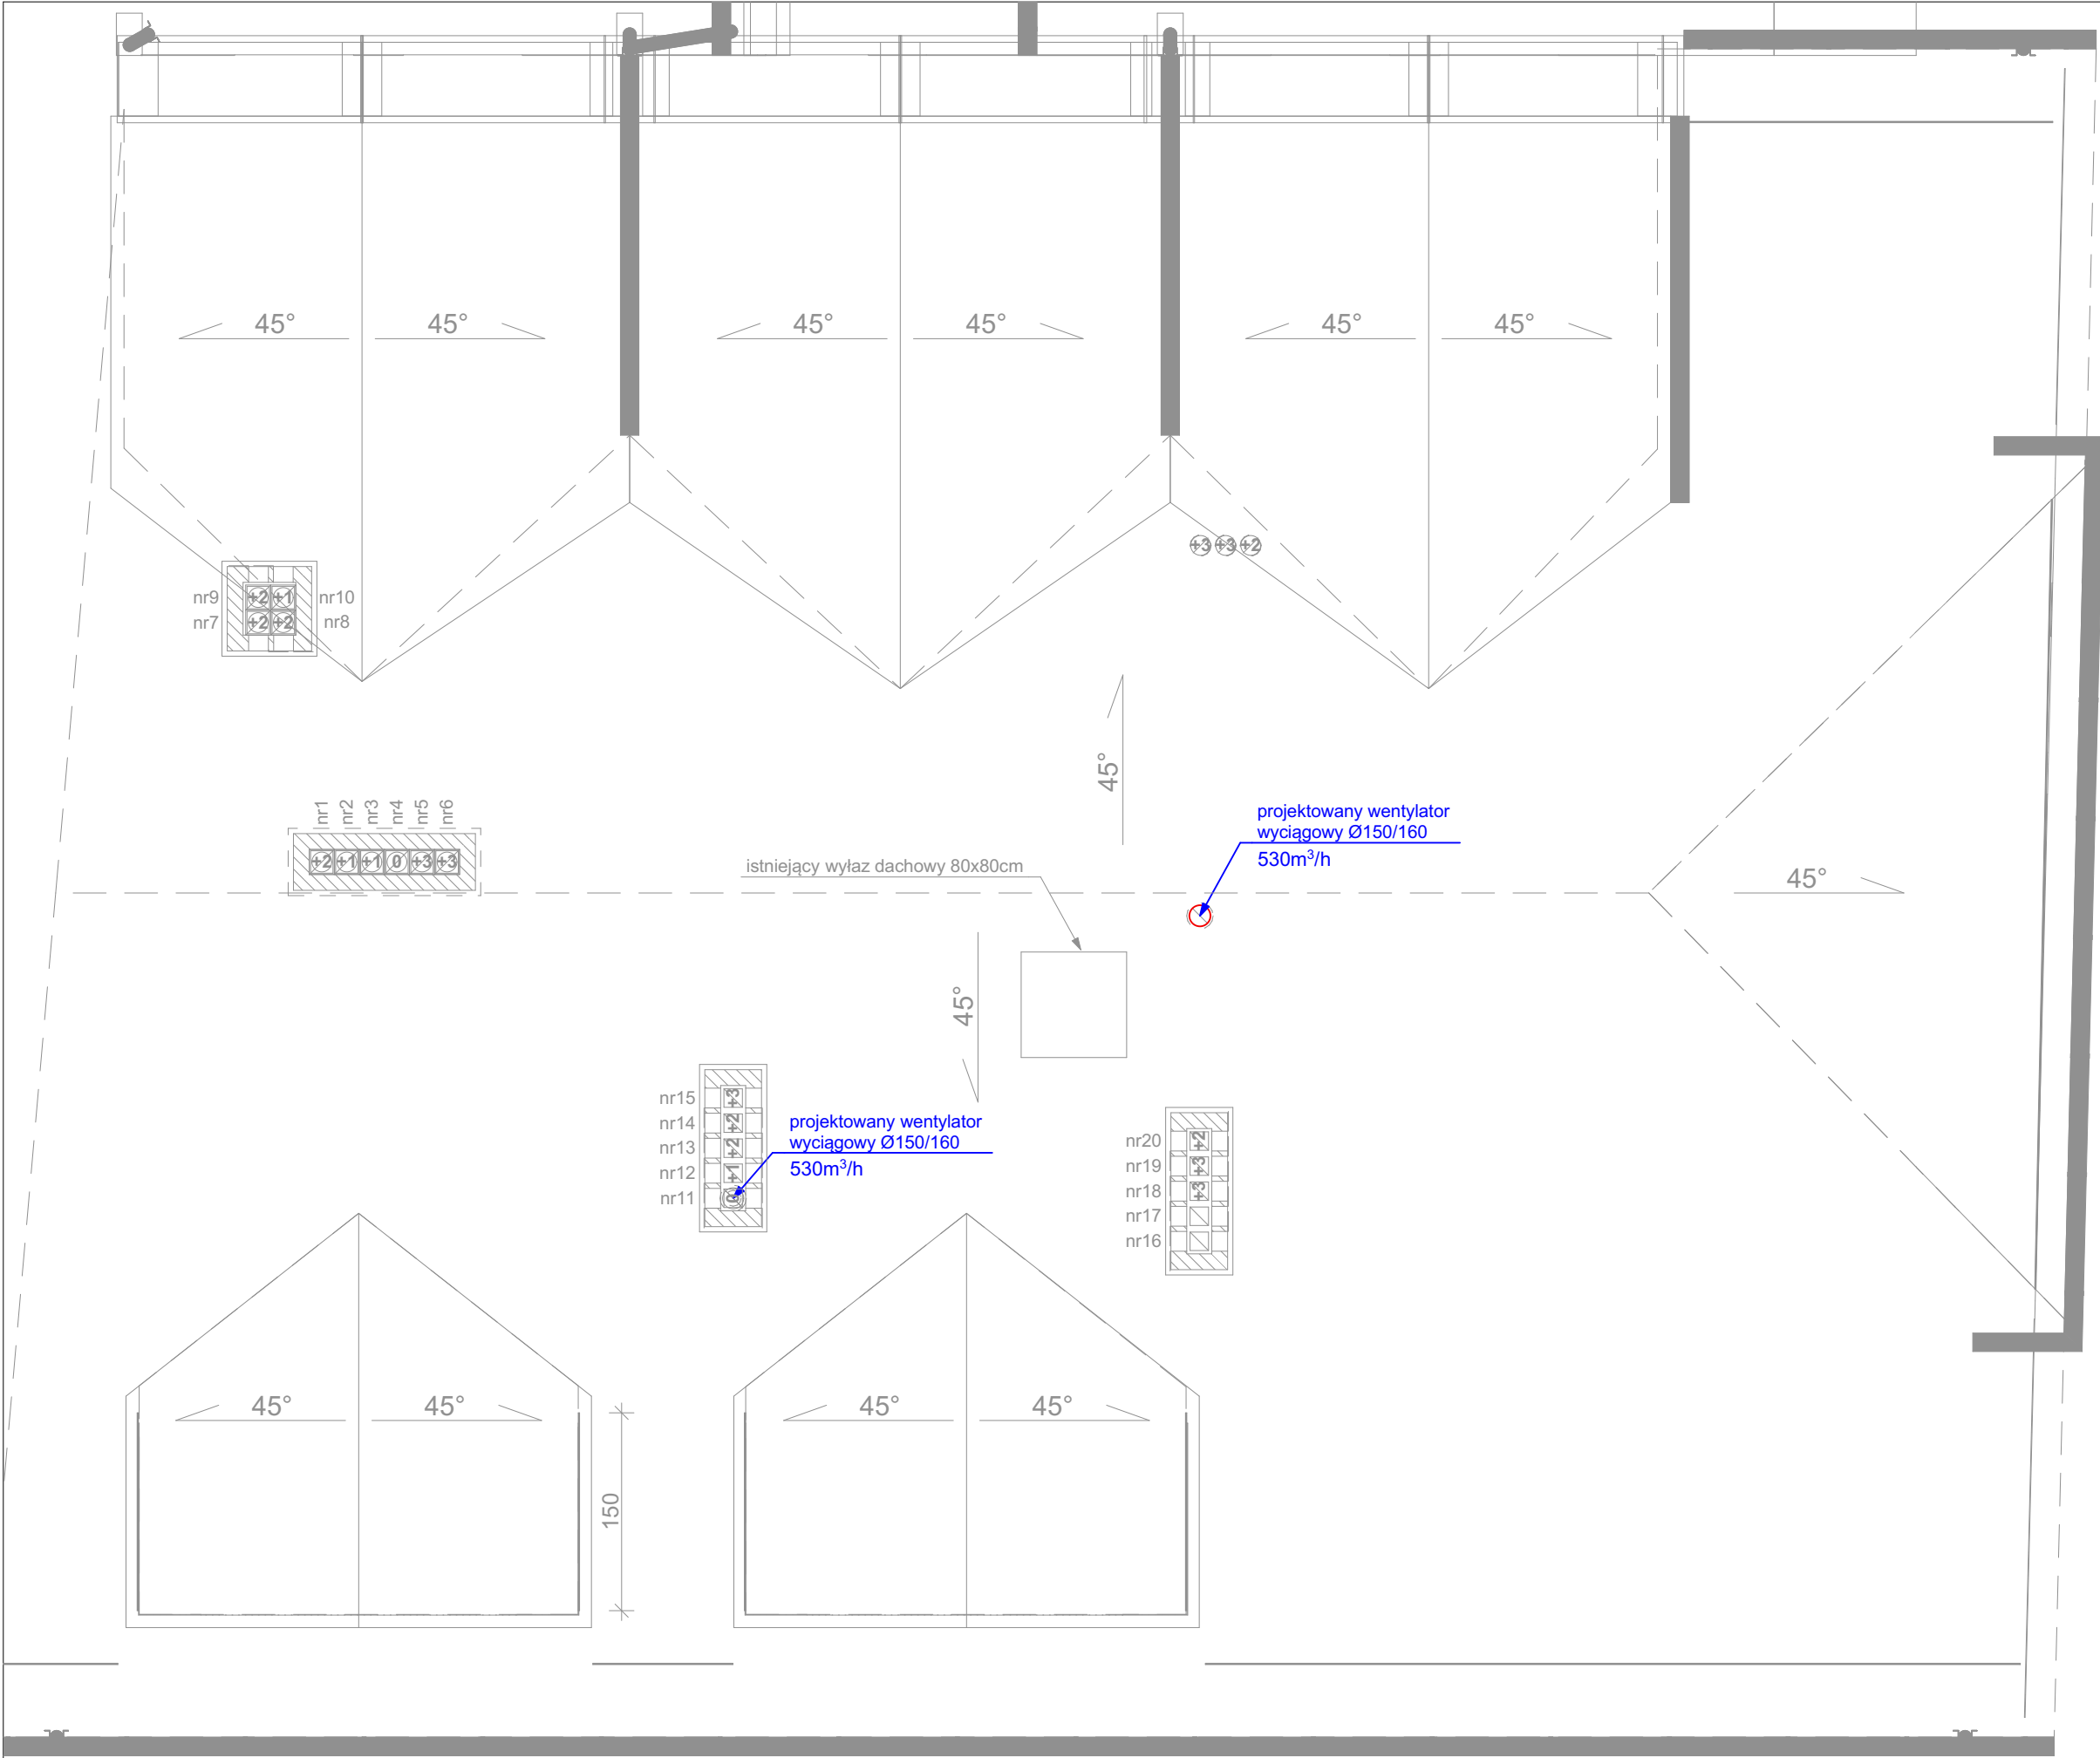 45°
45°
45°
45°
45°
45°
+3 +3 +2
nr9 +2 +1 nr10
nr7 +2 +2 nr8
45°
nr1
nr2
nr3
nr4
nr5
nr6
+2 +1 +1 0 +3 +3
projektowany wentylator
wyciągowy Ø150/160
530m³/h
istniejący wyłaz dachowy 80x80cm
45°
45°
nr15 +3
nr14 +2
nr13 +2
nr12 +1
nr11 0
projektowany wentylator
wyciągowy Ø150/160
530m³/h
nr20 +2
nr19 +3
nr18 +3
nr17
nr16
45°
45°
45°
45°
150